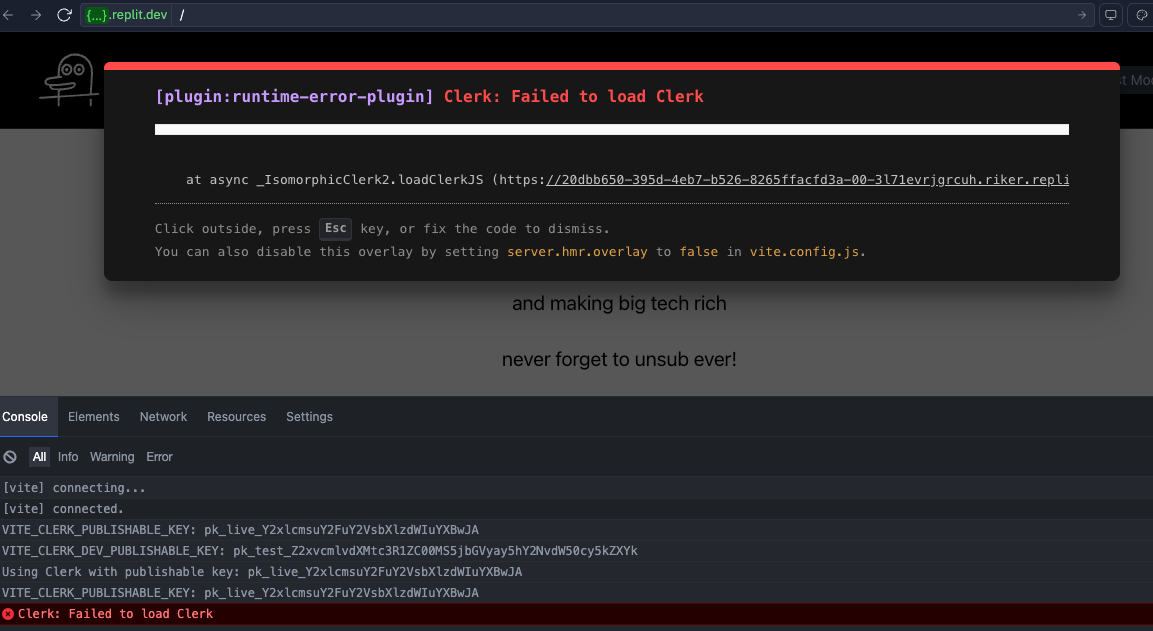 {...}.replit.dev /
st Mod
[plugin:runtime-error-plugin] Clerk: Failed to load Clerk
at async _IsomorphicClerk2.loadClerkJS (https://20dbb650-395d-4eb7-b526-8265ffacfd3a-00-3l71evrjgrcuh.riker.repli
Click outside, press Esc key, or fix the code to dismiss.
You can also disable this overlay by setting server.hmr.overlay to false in vite.config.js.
and making big tech rich
never forget to unsub ever!
Console Elements Network Resources Settings
All Info Warning Error
[vite] connecting...
[vite] connected.
VITE_CLERK_PUBLISHABLE_KEY: pk_live_Y2xlcmsuY2FuY2VsbXlzdWIuYXBwJA
VITE_CLERK_DEV_PUBLISHABLE_KEY: pk_test_Z2xvcmlvdXMtc3R1ZC00MS5jbGVyay5hY2NvdW50cy5kZXYk
Using Clerk with publishable key: pk_live_Y2xlcmsuY2FuY2VsbXlzdWIuYXBwJA
VITE_CLERK_PUBLISHABLE_KEY: pk_live_Y2xlcmsuY2FuY2VsbXlzdWIuYXBwJA
Clerk: Failed to load Clerk